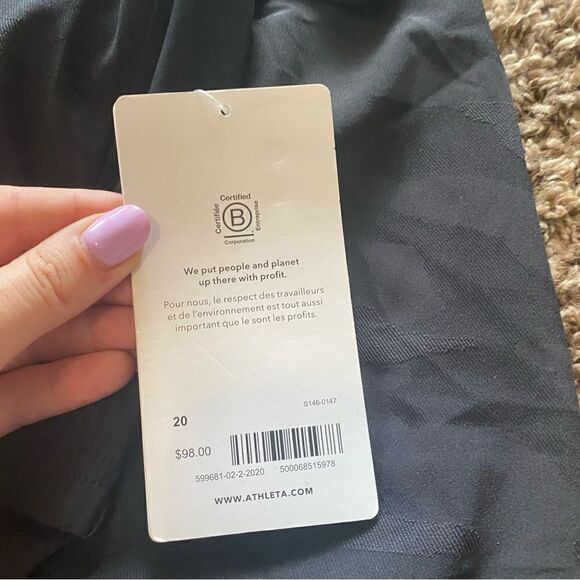 Certified
Certifiée
B
Entreprise
Corporation
We put people and planet
up there with profit.
Pour nous, le respect des travailleurs
et de l'environnement est tout aussi
important que le sont les profits.
S146-0147
20
$98.00
599681-02-2-2020 500068515978
WWW.ATHLETA.COM